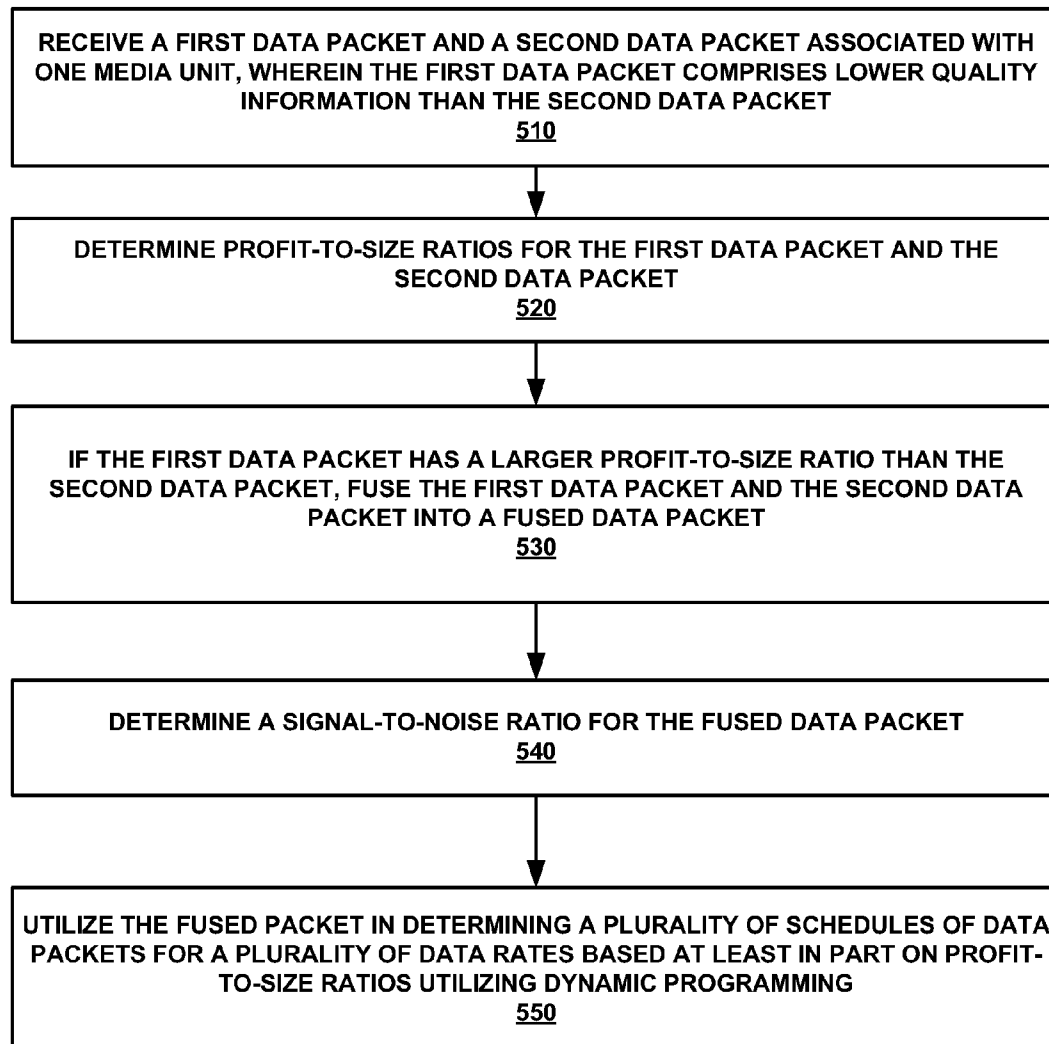 RECEIVE A FIRST DATA PACKET AND A SECOND DATA PACKET ASSOCIATED WITH
ONE MEDIA UNIT, WHEREIN THE FIRST DATA PACKET COMPRISES LOWER QUALITY
INFORMATION THAN THE SECOND DATA PACKET
510
DETERMINE PROFIT-TO-SIZE RATIOS FOR THE FIRST DATA PACKET AND THE
SECOND DATA PACKET
520
IF THE FIRST DATA PACKET HAS A LARGER PROFIT-TO-SIZE RATIO THAN THE
SECOND DATA PACKET, FUSE THE FIRST DATA PACKET AND THE SECOND DATA
PACKET INTO A FUSED DATA PACKET
530
DETERMINE A SIGNAL-TO-NOISE RATIO FOR THE FUSED DATA PACKET
540
UTILIZE THE FUSED PACKET IN DETERMINING A PLURALITY OF SCHEDULES OF DATA
PACKETS FOR A PLURALITY OF DATA RATES BASED AT LEAST IN PART ON PROFIT-
TO-SIZE RATIOS UTILIZING DYNAMIC PROGRAMMING
550